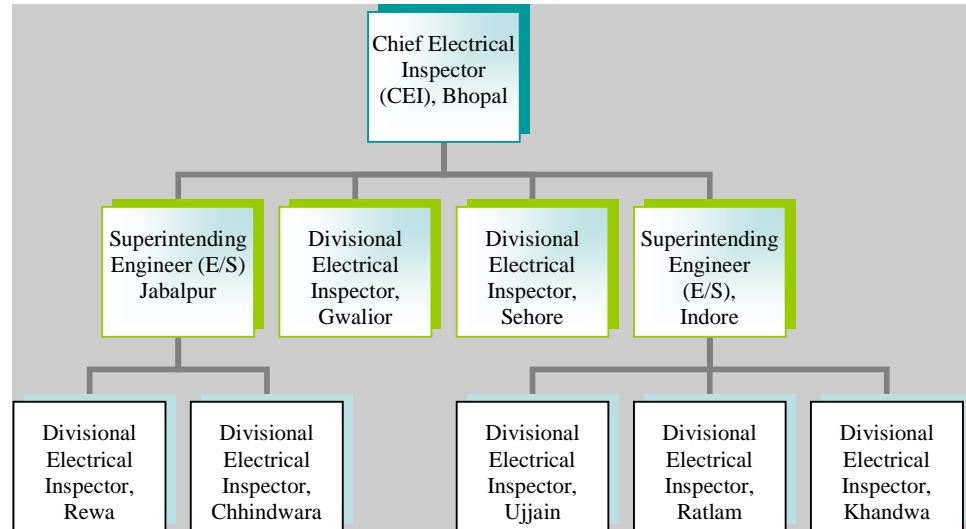 Chief Electrical
Inspector
(CEI), Bhopal
Superintending
Engineer (E/S)
Jabalpur
Divisional
Electrical
Inspector,
Gwalior
Divisional
Electrical
Inspector,
Sehore
Superintending
Engineer
(E/S),
Indore
Divisional
Electrical
Inspector,
Rewa
Divisional
Electrical
Inspector,
Chhindwara
Divisional
Electrical
Inspector,
Ujjain
Divisional
Electrical
Inspector,
Ratlam
Divisional
Electrical
Inspector,
Khandwa